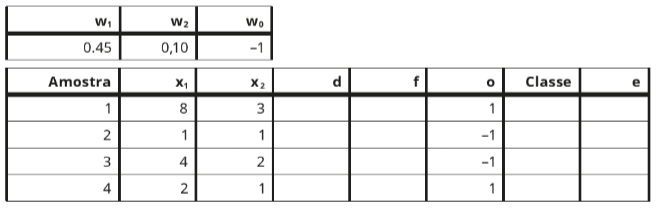 w₁ w₂ w₀
0.45 0,10 –1
Amostra x₁ x₂ d f o Classe e
1 8 3 1
2 1 1 –1
3 4 2 –1
4 2 1 1